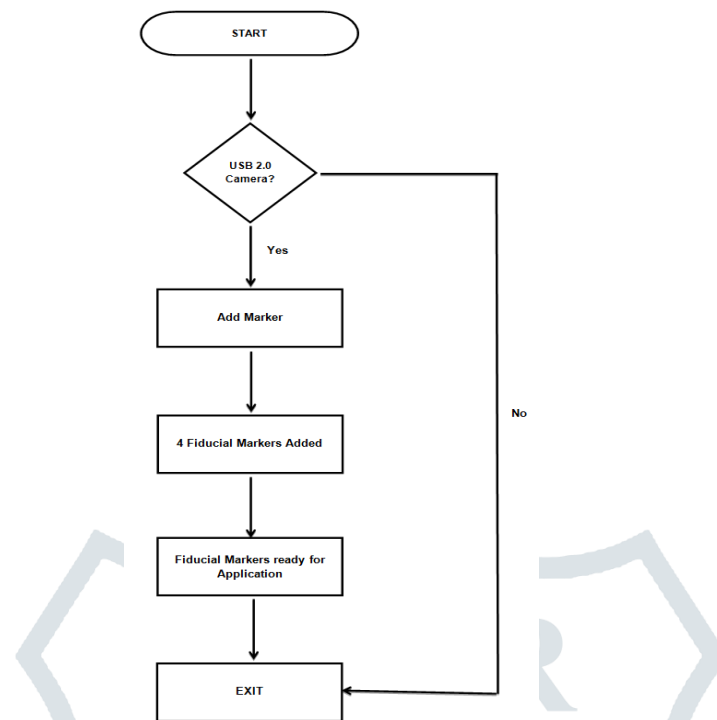 START
USB 2.0
Camera?
Yes
Add Marker
No
4 Fiducial Markers Added
Fiducial Markers ready for
Application
EXIT